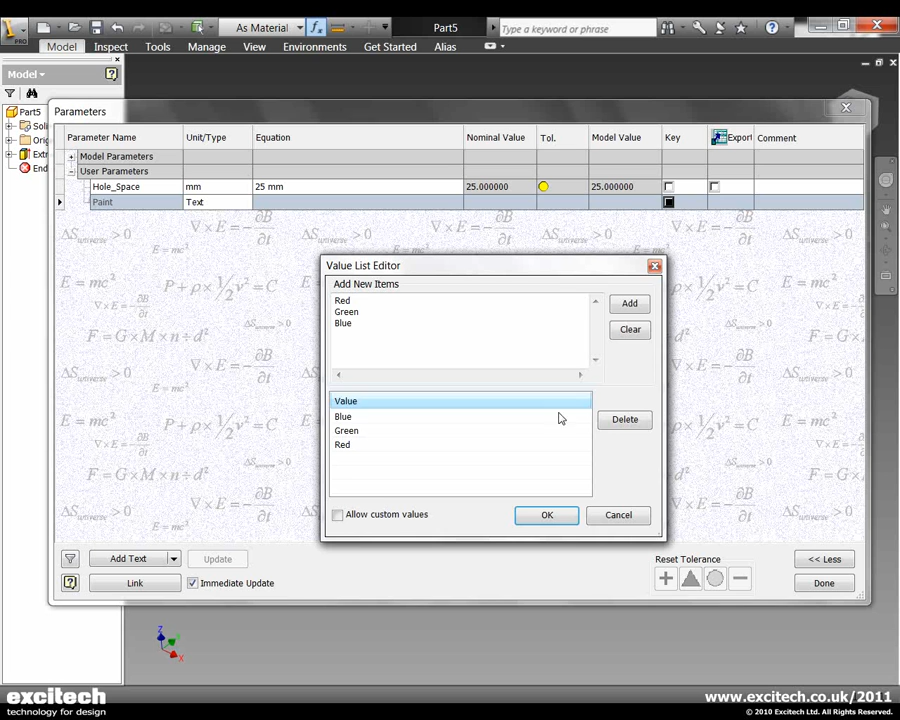 As Material
Part5
Type a keyword or phrase
Model
Inspect
Tools
Manage
View
Environments
Get Started
Alias
Model
Part5
Parameters
Parameter Name
Unit/Type
Equation
Nominal Value
Tol.
Model Value
Key
Export
Comment
Model Parameters
User Parameters
Hole_Space
mm
25 mm
25.000000
25.000000
Paint
Text
Value List Editor
Add New Items
Red
Green
Blue
Add
Clear
Value
Blue
Green
Red
Delete
Allow custom values
OK
Cancel
Add Text
Update
Reset Tolerance
<< Less
Link
Immediate Update
Done
excitech
technology for design
www.excitech.co.uk/2011
© 2010 Excitech Ltd. All Rights Reserved.